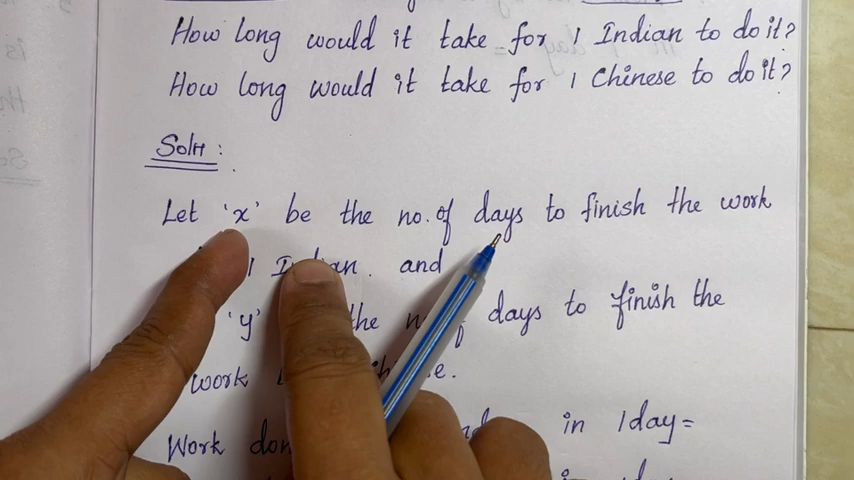 How long would it take for 1 Indian to do it?
How long would it take for 1 Chinese to do it?
Soln :
Let 'x' be the no. of days to finish the work
1 Indian. and
'y' the days to finish the
work
Work in 1 day =